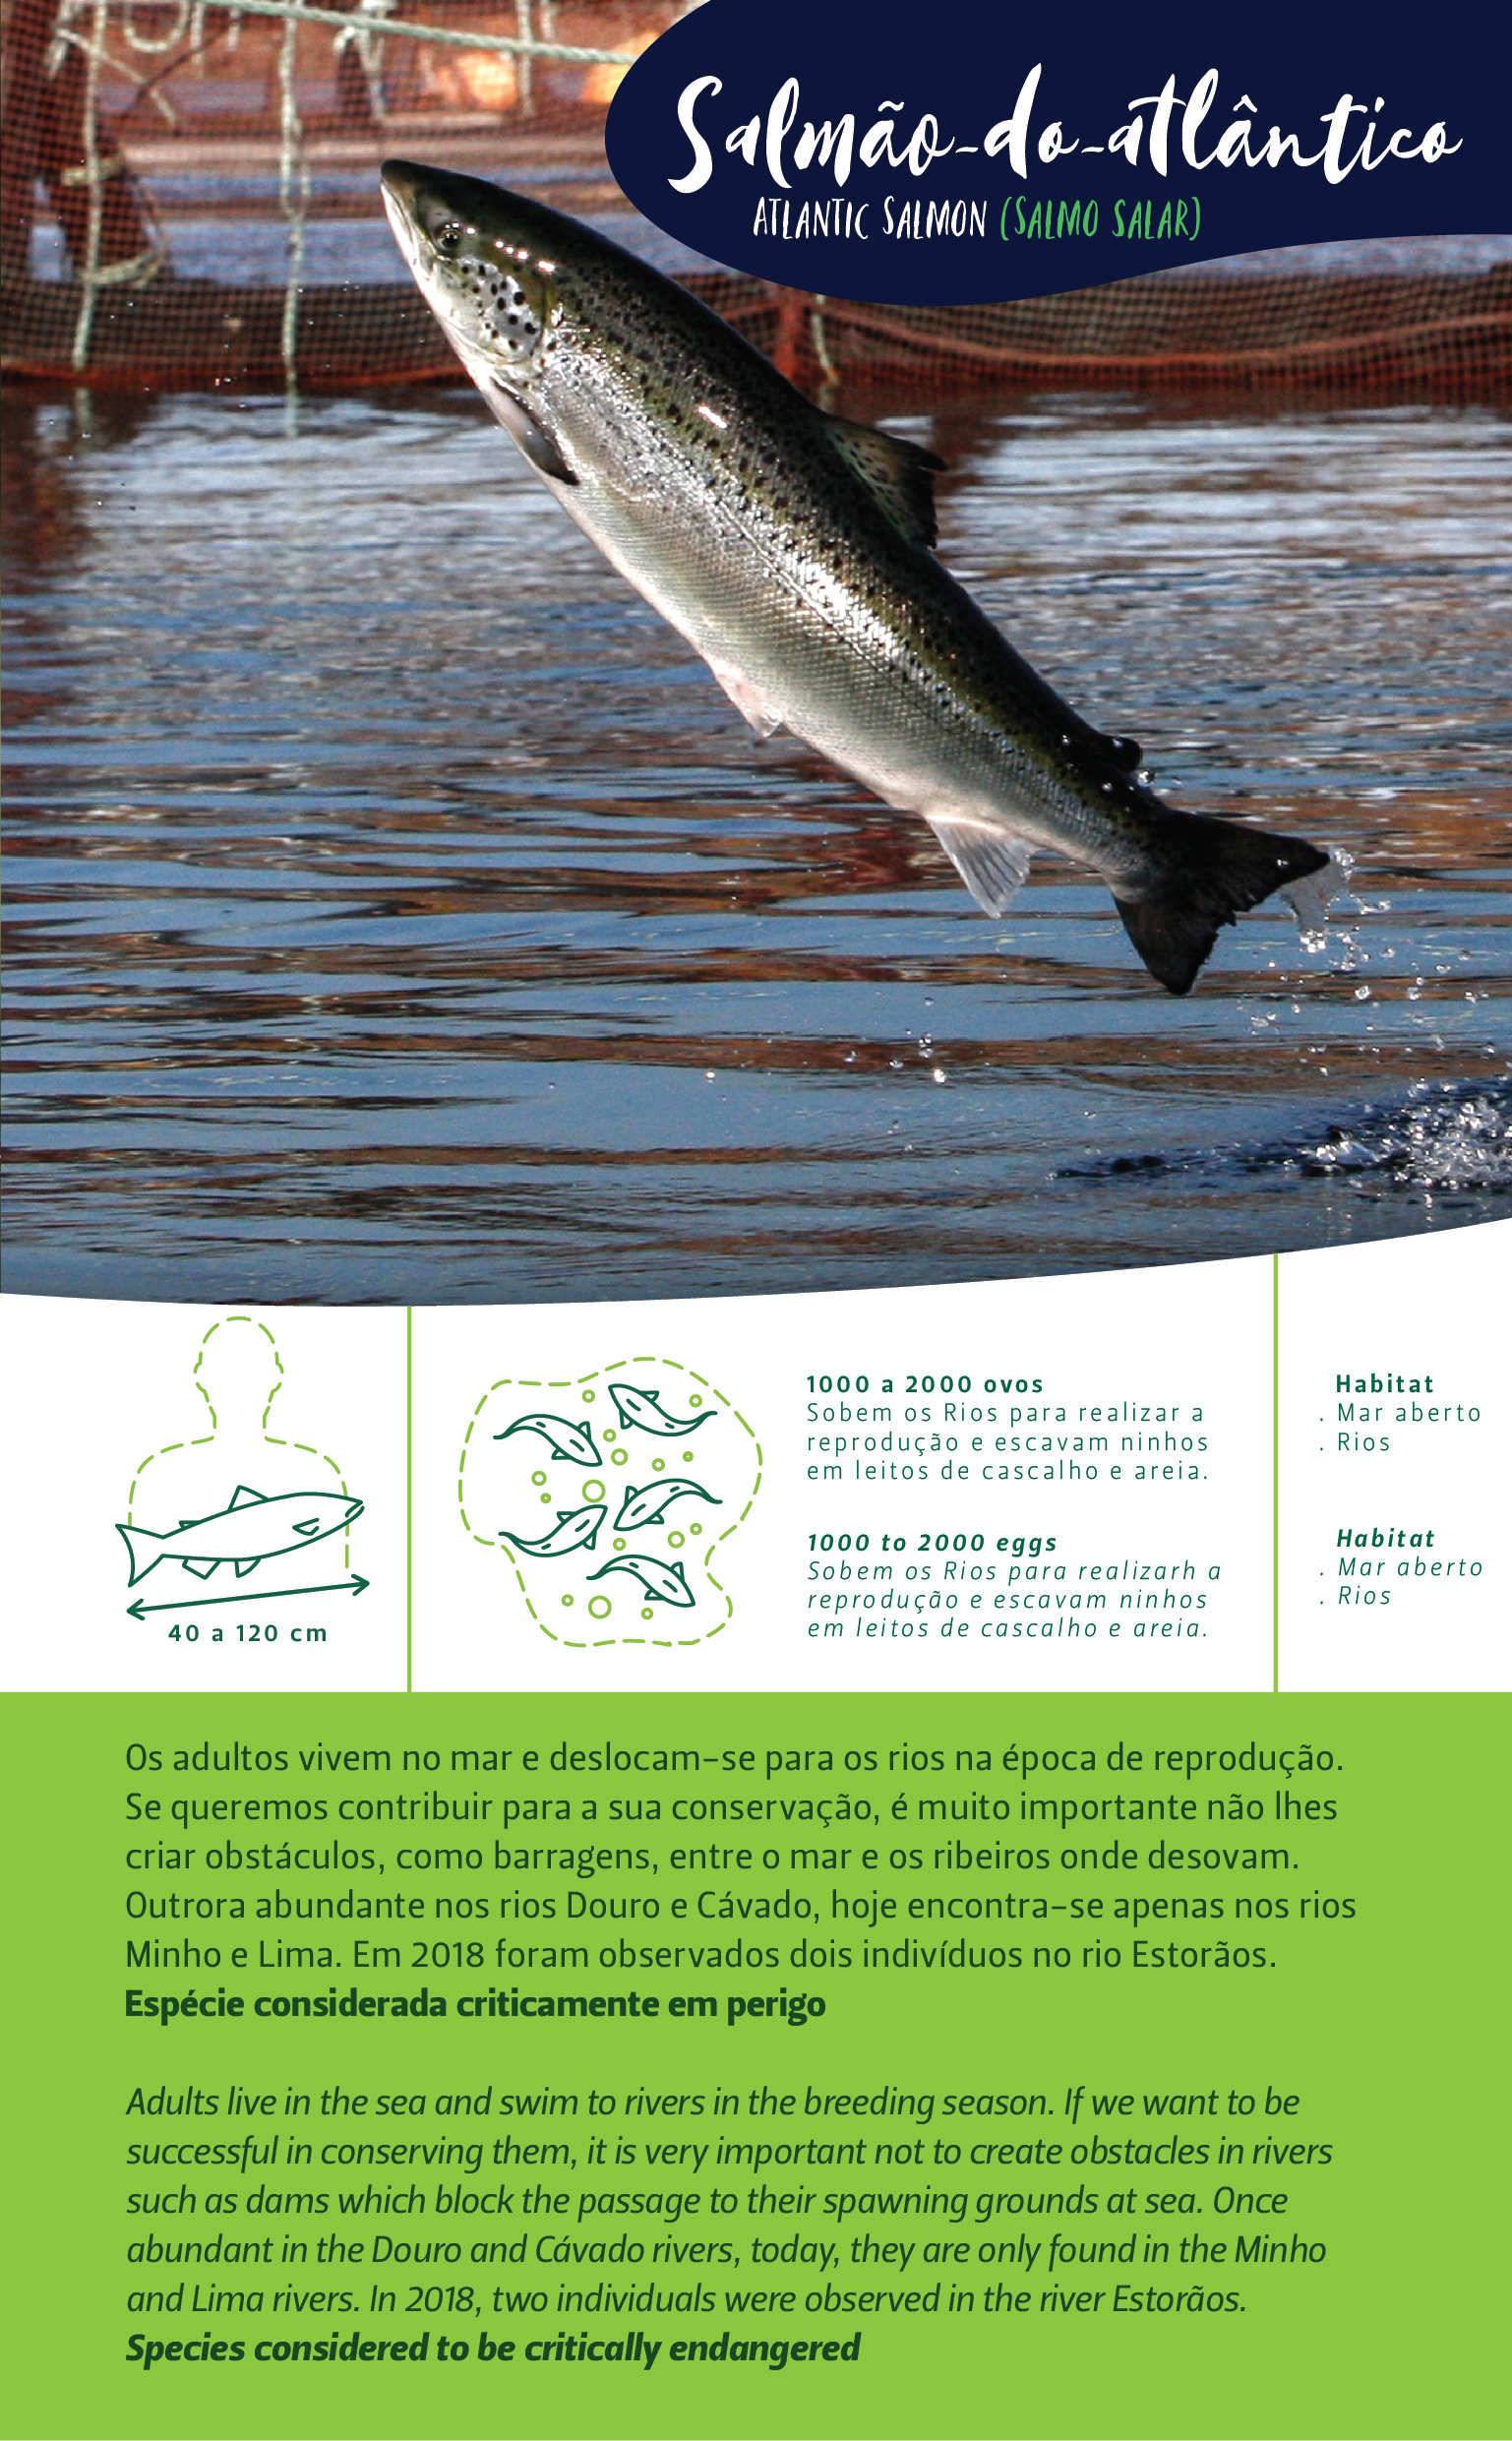 Salmão-do-atlântico
ATLANTIC SALMON (SALMO SALAR)
40 a 120 cm
1000 a 2000 ovos
Sobem os Rios para realizar a
reprodução e escavam ninhos
em leitos de cascalho e areia.
1000 to 2000 eggs
Sobem os Rios para realizarh a
reprodução e escavam ninhos
em leitos de cascalho e areia.
Habitat
. Mar aberto
. Rios
Habitat
. Mar aberto
. Rios
Os adultos vivem no mar e deslocam-se para os rios na época de reprodução.
Se queremos contribuir para a sua conservação, é muito importante não lhes
criar obstáculos, como barragens, entre o mar e os ribeiros onde desovam.
Outrora abundante nos rios Douro e Cávado, hoje encontra-se apenas nos rios
Minho e Lima. Em 2018 foram observados dois indivíduos no rio Estorãos.
Espécie considerada criticamente em perigo
Adults live in the sea and swim to rivers in the breeding season. If we want to be
successful in conserving them, it is very important not to create obstacles in rivers
such as dams which block the passage to their spawning grounds at sea. Once
abundant in the Douro and Cávado rivers, today, they are only found in the Minho
and Lima rivers. In 2018, two individuals were observed in the river Estorãos.
Species considered to be critically endangered